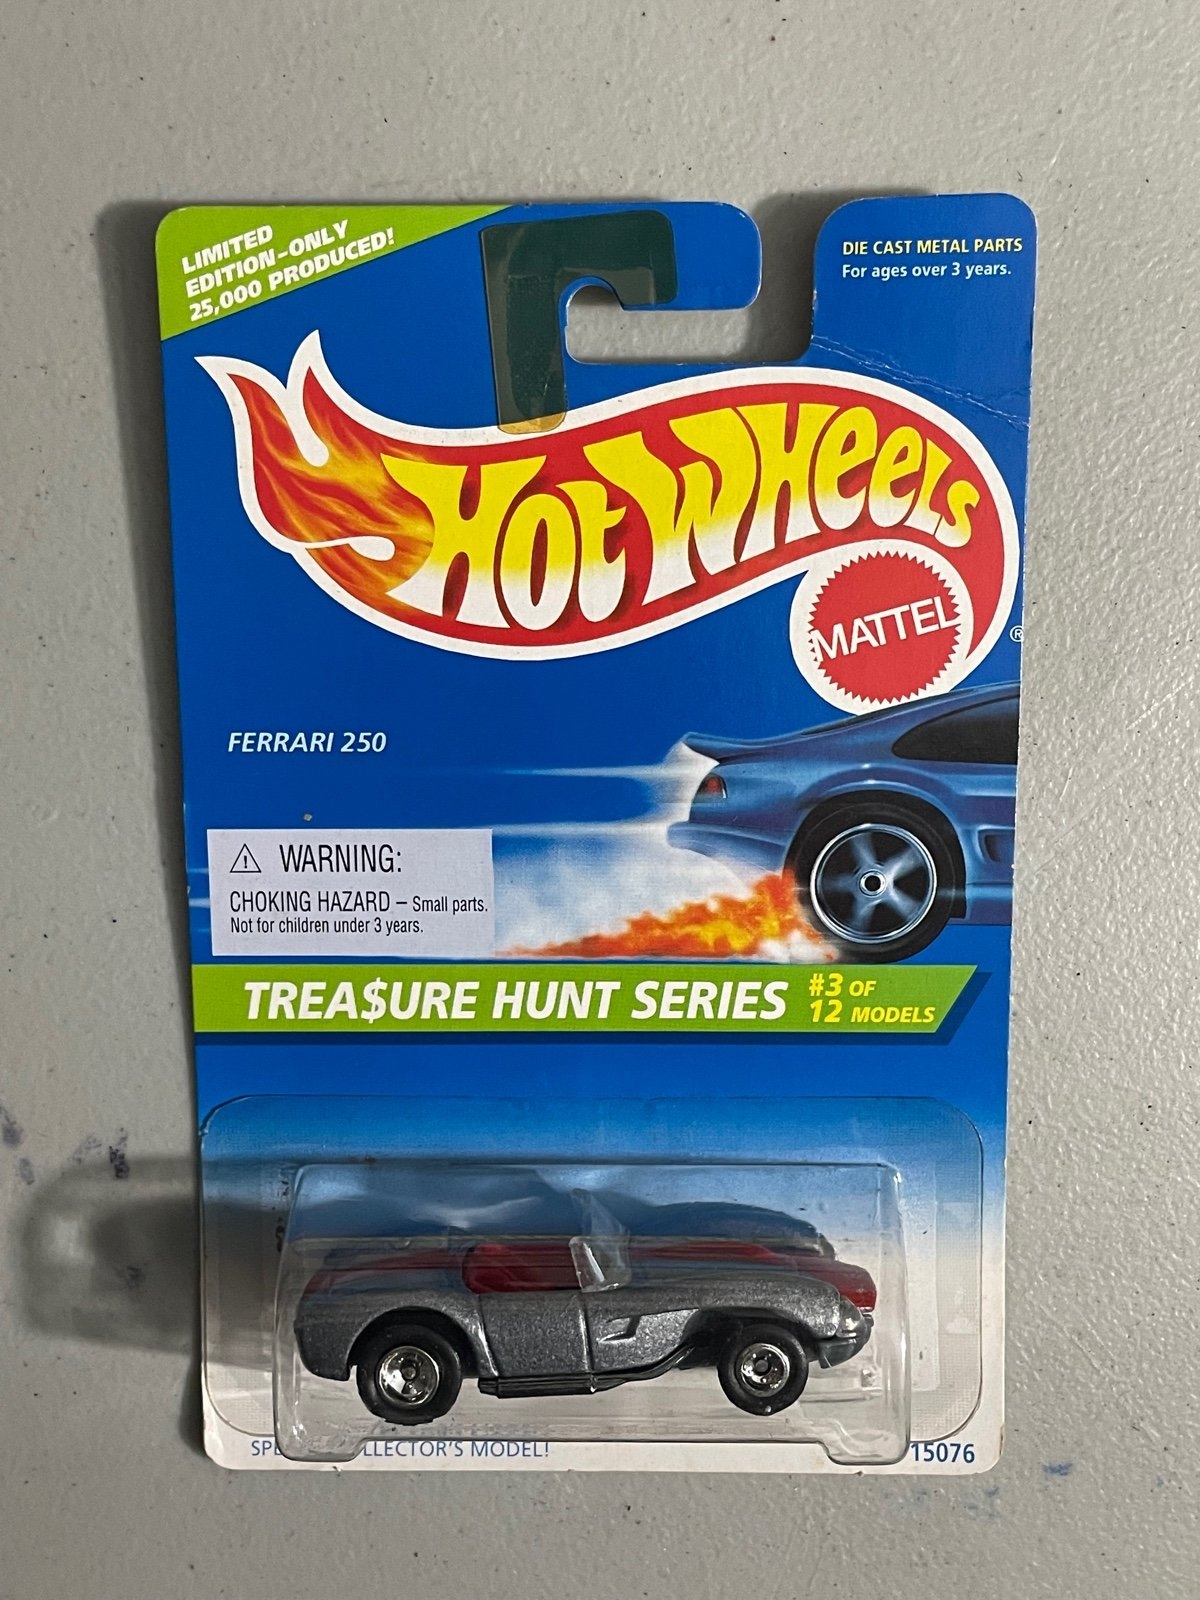 LIMITED
EDITION-ONLY
25,000 PRODUCED!
DIE CAST METAL PARTS
For ages over 3 years.
HOT WHEELS
MATTEL
®
FERRARI 250
WARNING:
CHOKING HAZARD – Small parts.
Not for children under 3 years.
TREA$URE HUNT SERIES
#3 OF
12 MODELS
COLLECTOR'S MODEL!
15076